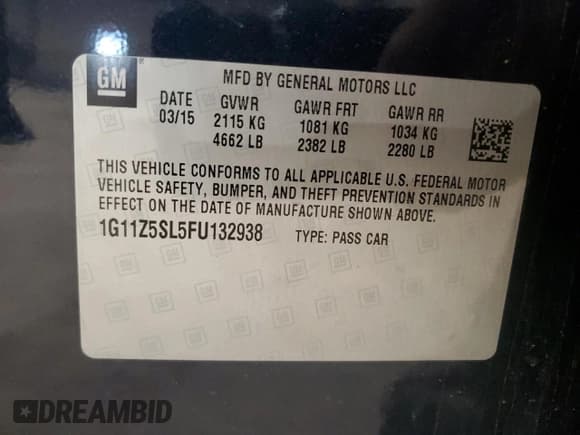 GM
MFD BY GENERAL MOTORS LLC
DATE GVWR GAWR FRT GAWR RR
03/15 2115 KG 1081 KG 1034 KG
4662 LB 2382 LB 2280 LB
THIS VEHICLE CONFORMS TO ALL APPLICABLE U.S. FEDERAL MOTOR
VEHICLE SAFETY, BUMPER, AND THEFT PREVENTION STANDARDS IN
EFFECT ON THE DATE OF MANUFACTURE SHOWN ABOVE.
1G11Z5SL5FU132938 TYPE: PASS CAR
DREAMBID